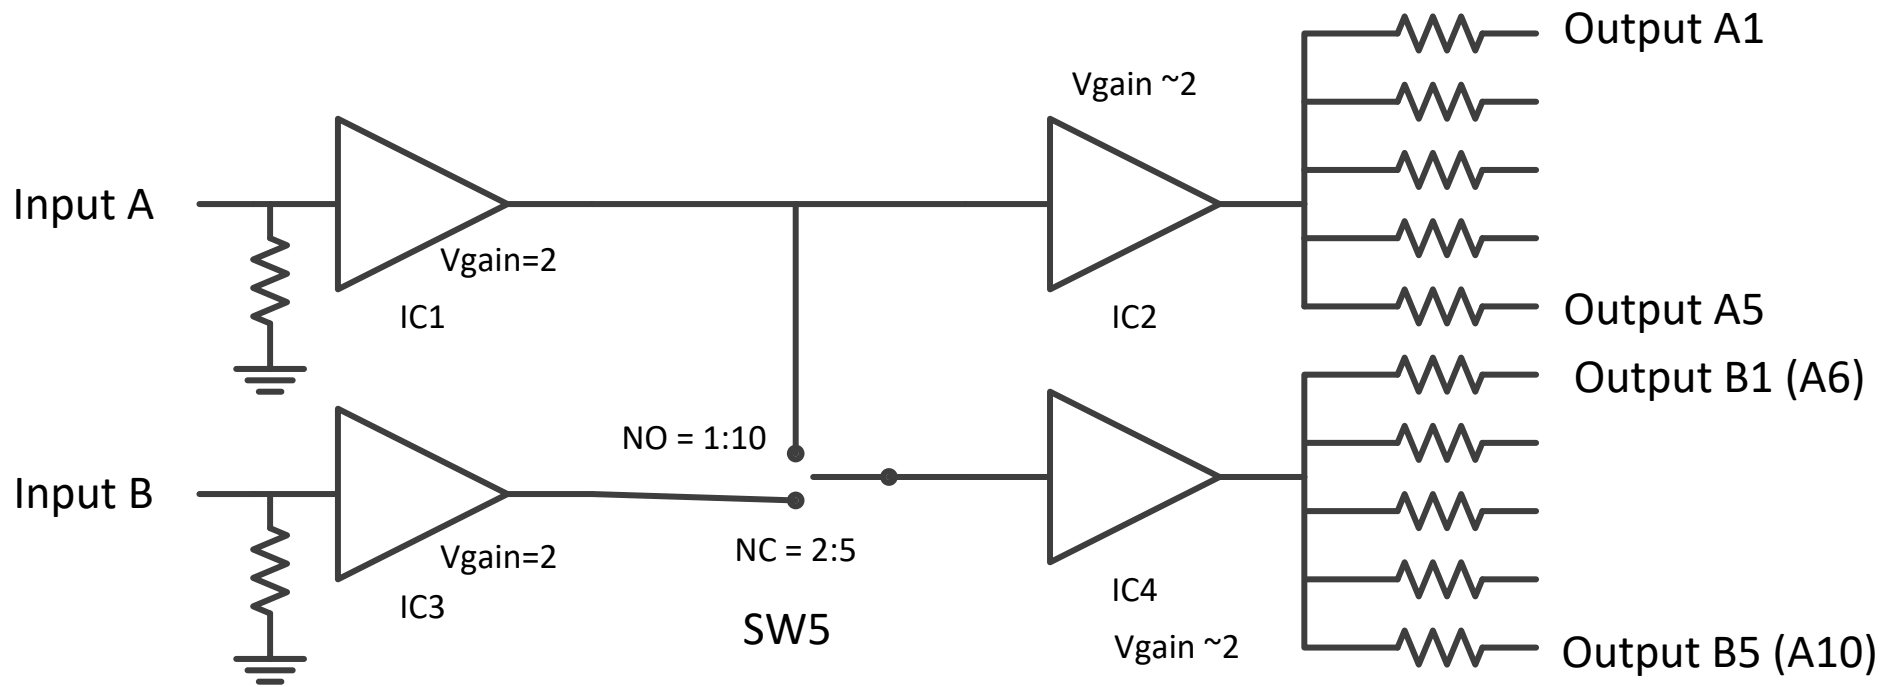 Output A1
Vgain ~2
Input A
Vgain=2
IC1
IC2
Output A5
Output B1 (A6)
NO = 1:10
Input B
NC = 2:5
Vgain=2
IC3
IC4
SW5
Vgain ~2
Output B5 (A10)